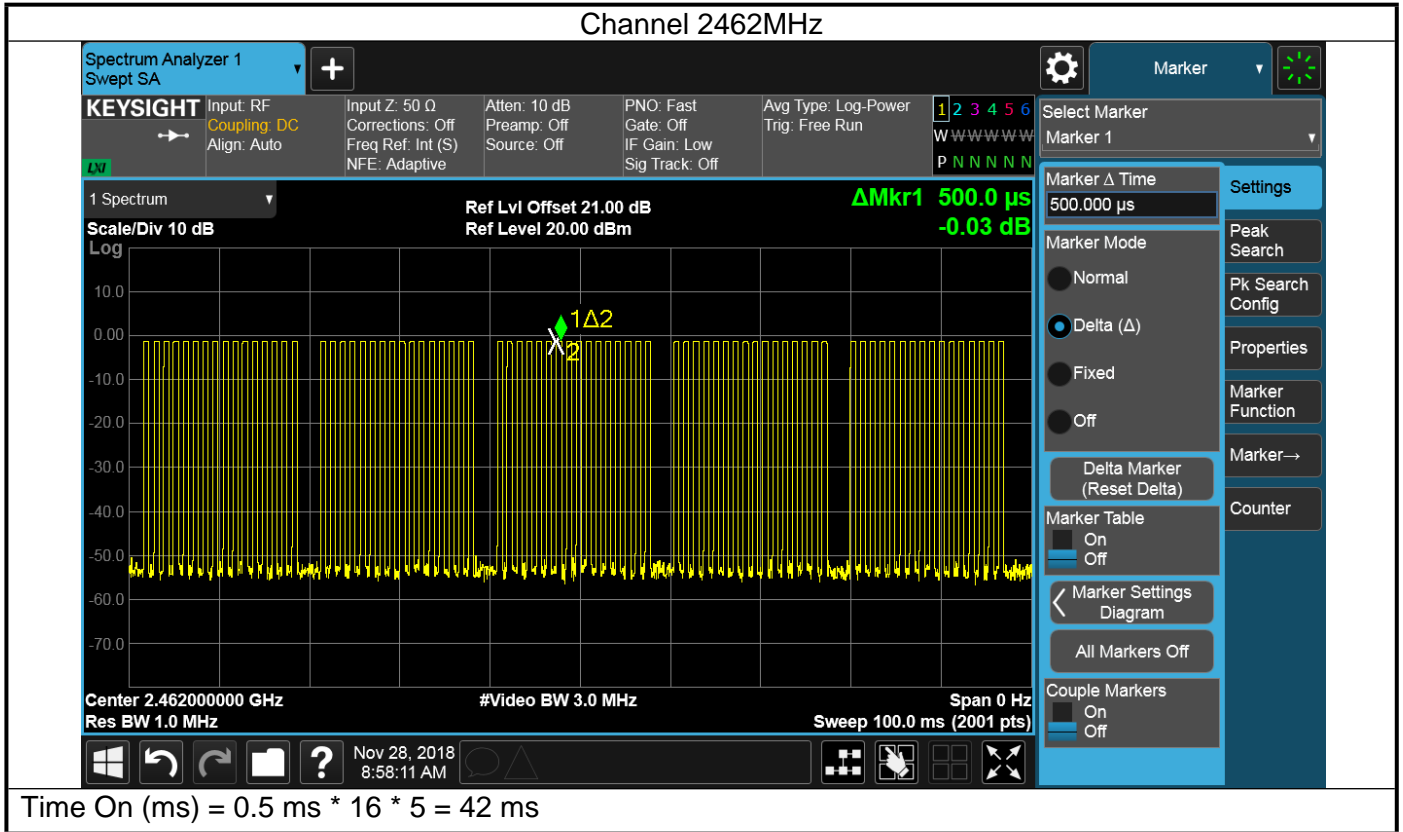 Channel 2462MHz
Spectrum Analyzer 1
Swept SA
Marker
KEYSIGHT
LXI
Input: RF
Coupling: DC
Align: Auto
Input Z: 50 Ω
Corrections: Off
Freq Ref: Int (S)
NFE: Adaptive
Atten: 10 dB
Preamp: Off
Source: Off
PNO: Fast
Gate: Off
IF Gain: Low
Sig Track: Off
Avg Type: Log-Power
Trig: Free Run
1 2 3 4 5 6
W W W W W W
P N N N N N
Select Marker
Marker 1
1 Spectrum
Scale/Div 10 dB
Ref Lvl Offset 21.00 dB
Ref Level 20.00 dBm
ΔMkr1 500.0 µs
-0.03 dB
Log
10.0
0.00
-10.0
-20.0
-30.0
-40.0
-50.0
-60.0
-70.0
1Δ2
2
Center 2.462000000 GHz
Res BW 1.0 MHz
#Video BW 3.0 MHz
Span 0 Hz
Sweep 100.0 ms (2001 pts)
Marker Δ Time
500.000 µs
Marker Mode
Normal
Delta (Δ)
Fixed
Off
Delta Marker
(Reset Delta)
Marker Table
On
Off
Marker Settings
Diagram
All Markers Off
Couple Markers
On
Off
Settings
Peak
Search
Pk Search
Config
Properties
Marker
Function
Marker→
Counter
?
Nov 28, 2018
8:58:11 AM
Time On (ms) = 0.5 ms * 16 * 5 = 42 ms